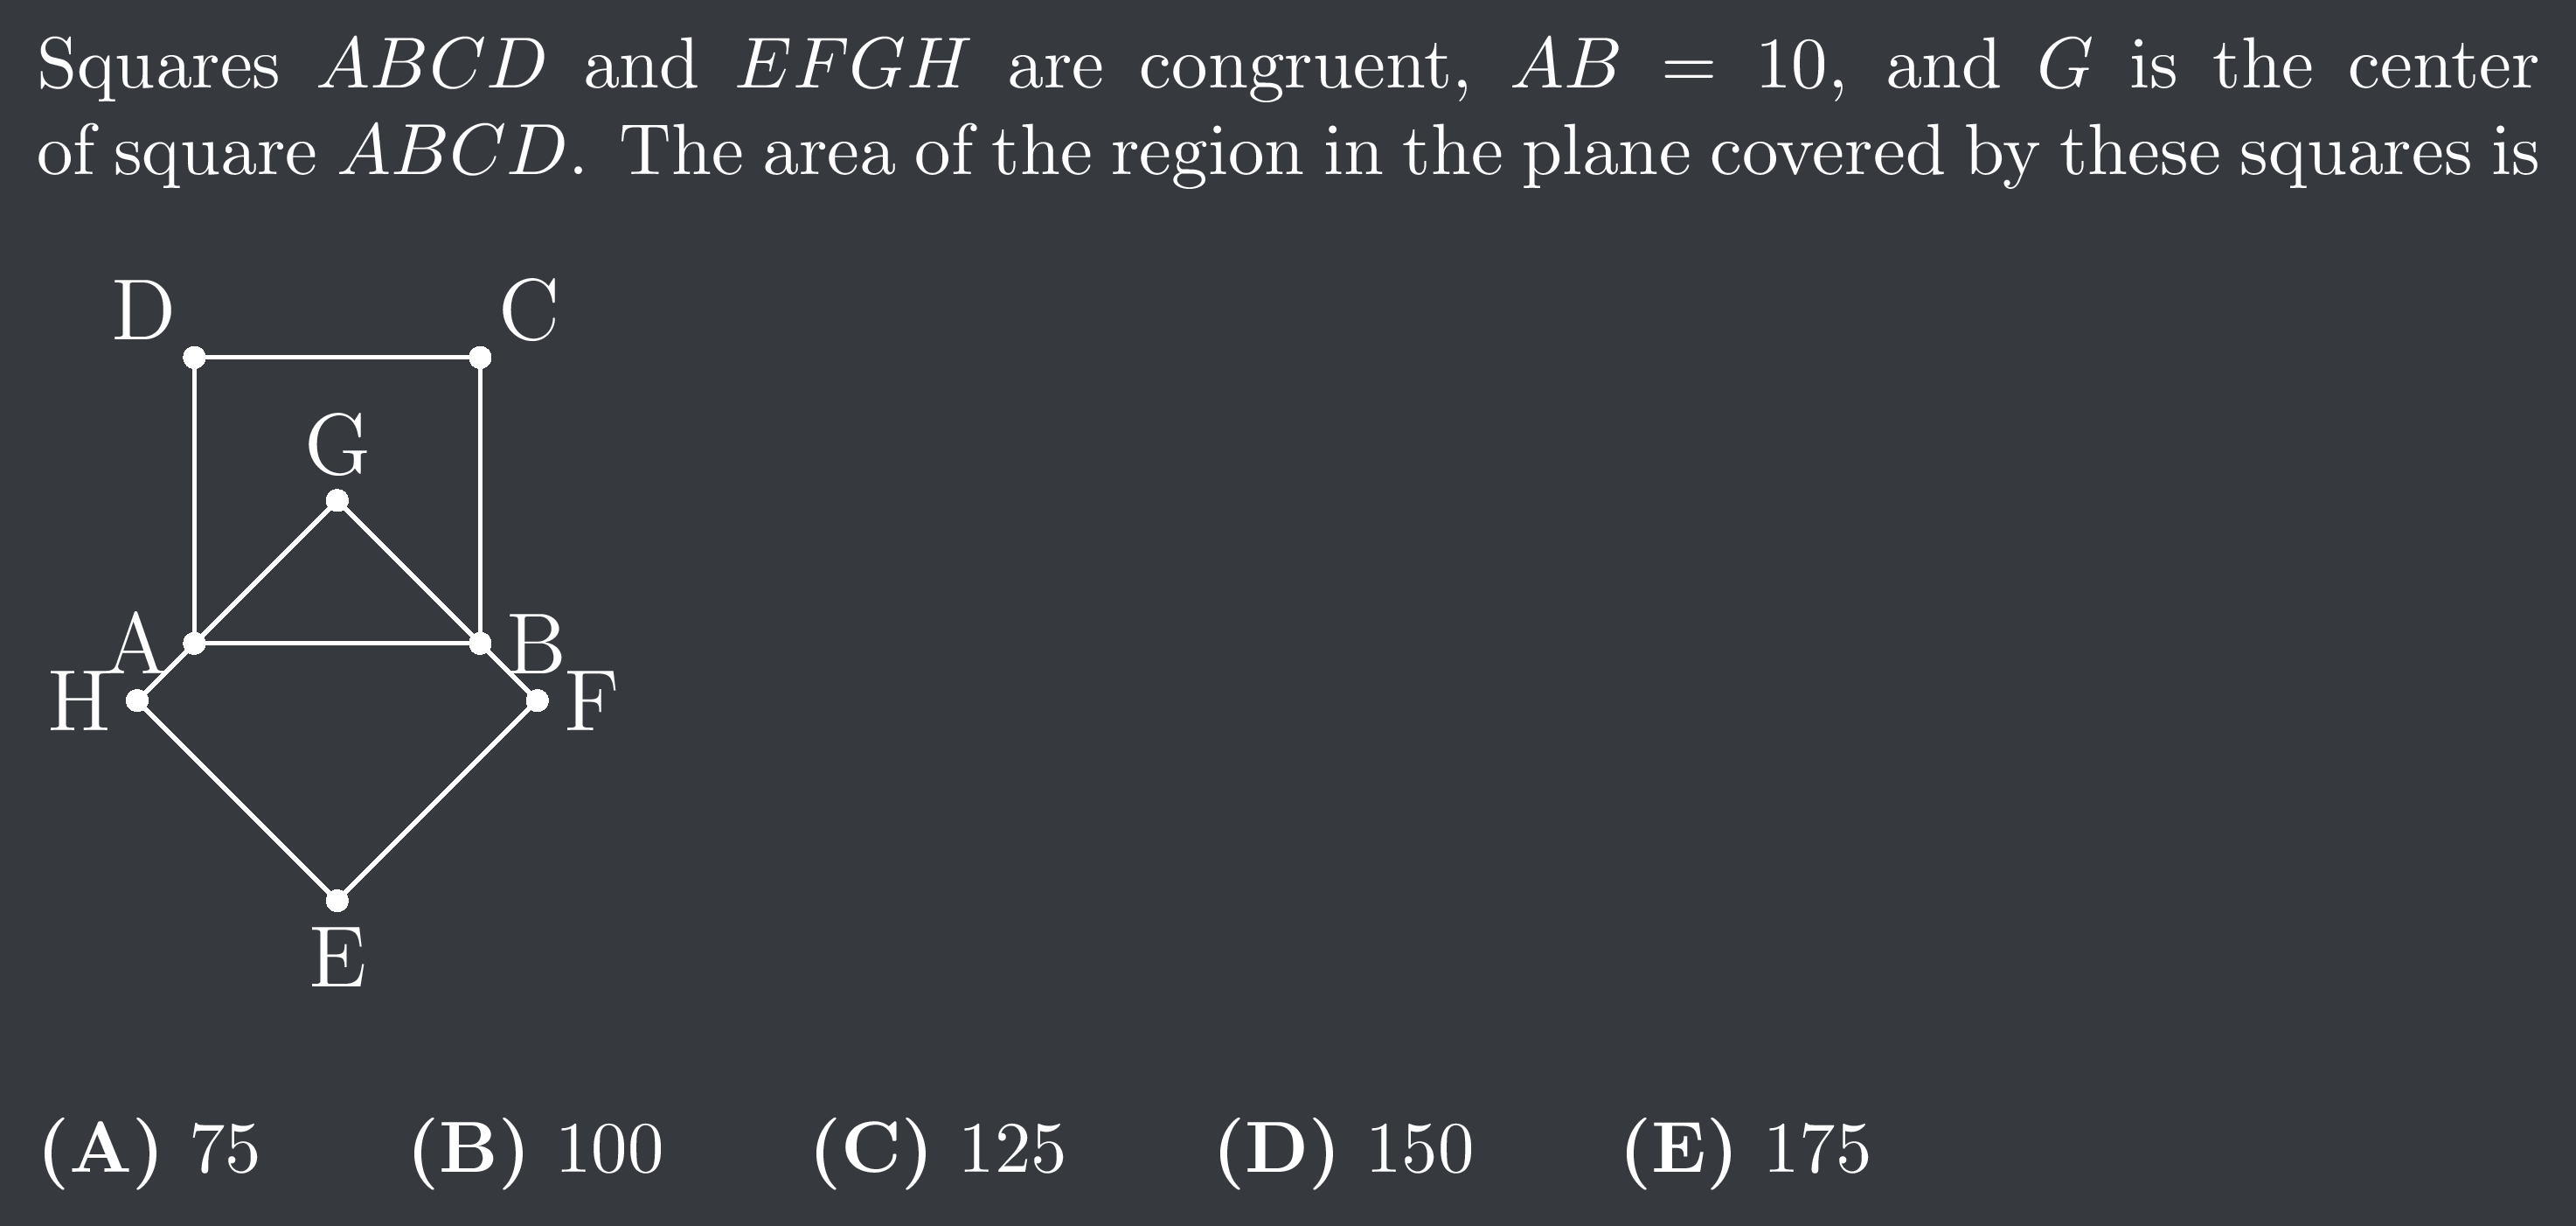 Squares ABCD and EFGH are congruent, AB = 10, and G is the center
of square ABCD. The area of the region in the plane covered by these squares is
D C
G
A B
H F
E
(A) 75 (B) 100 (C) 125 (D) 150 (E) 175